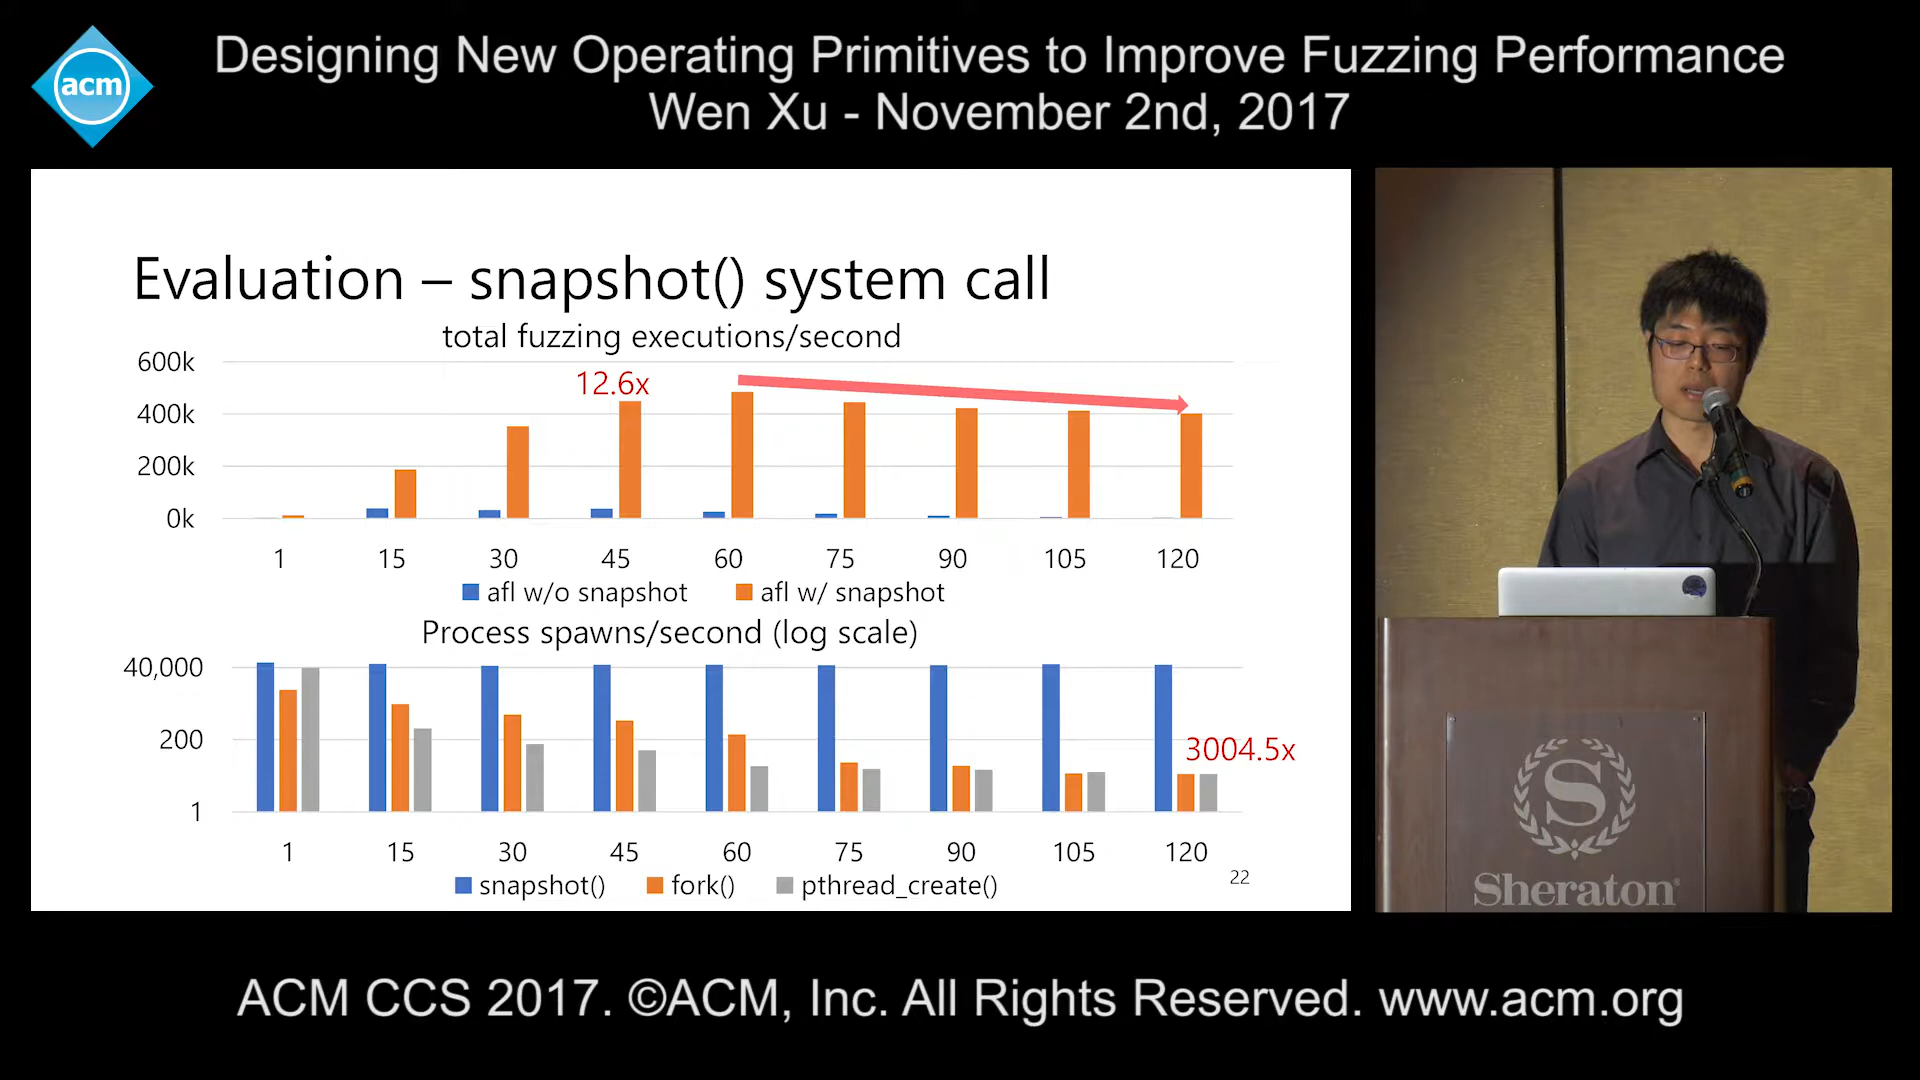 acm
Designing New Operating Primitives to Improve Fuzzing Performance
Wen Xu - November 2nd, 2017
Evaluation – snapshot() system call
total fuzzing executions/second
600k
400k
200k
0k
12.6x
1 15 30 45 60 75 90 105 120
afl w/o snapshot afl w/ snapshot
Process spawns/second (log scale)
40,000
200
1
3004.5x
1 15 30 45 60 75 90 105 120
snapshot() fork() pthread_create()
22
S
Sheraton®
ACM CCS 2017. ©ACM, Inc. All Rights Reserved. www.acm.org